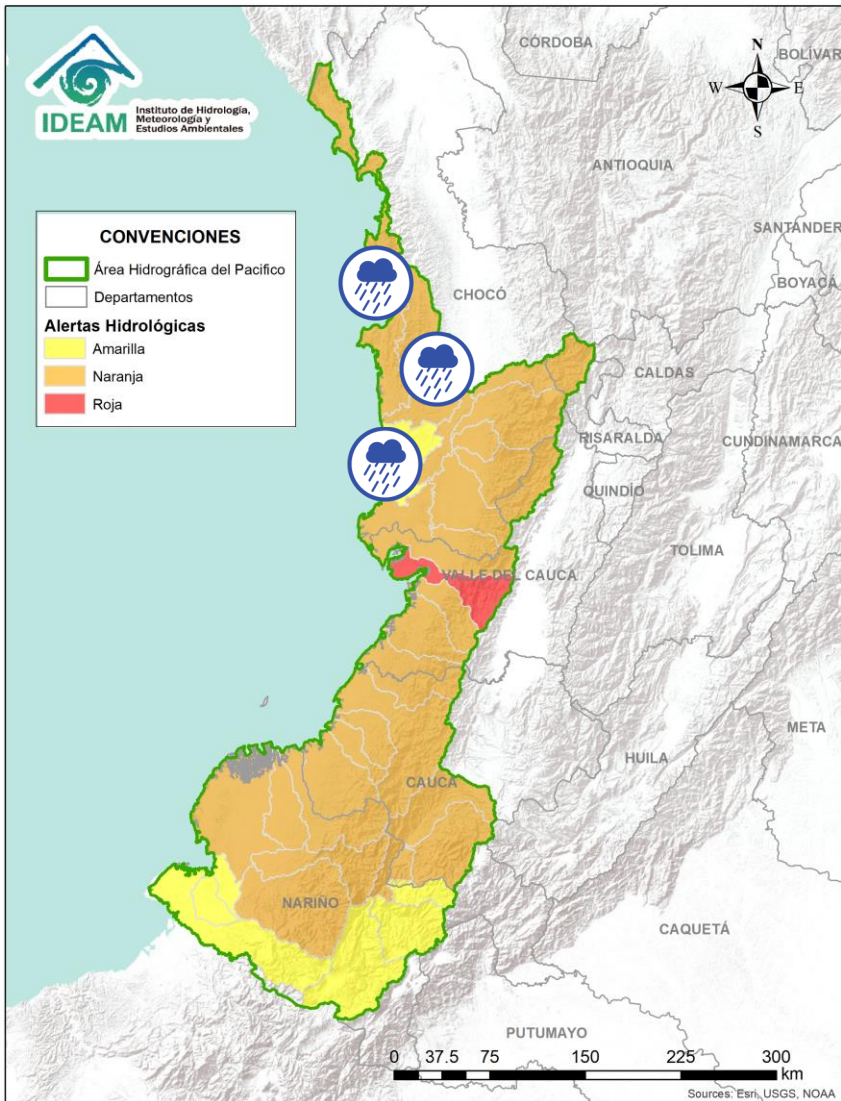 IDEAM
Instituto de Hidrología,
Meteorología y
Estudios Ambientales
CÓRDOBA
BOLÍVAR
N
W
E
S
ANTIOQUIA
SANTANDER
BOYACÁ
CONVENCIONES
Área Hidrográfica del Pacifico
Departamentos
Alertas Hidrológicas
Amarilla
Naranja
Roja
CHOCÓ
CALDAS
RISARALDA
CUNDINAMARCA
QUINDÍO
TOLIMA
VALLE DEL CAUCA
META
HUILA
CAUCA
NARIÑO
CAQUETÁ
PUTUMAYO
0 37.5 75 150 225 300
km
Sources: Esri, USGS, NOAA